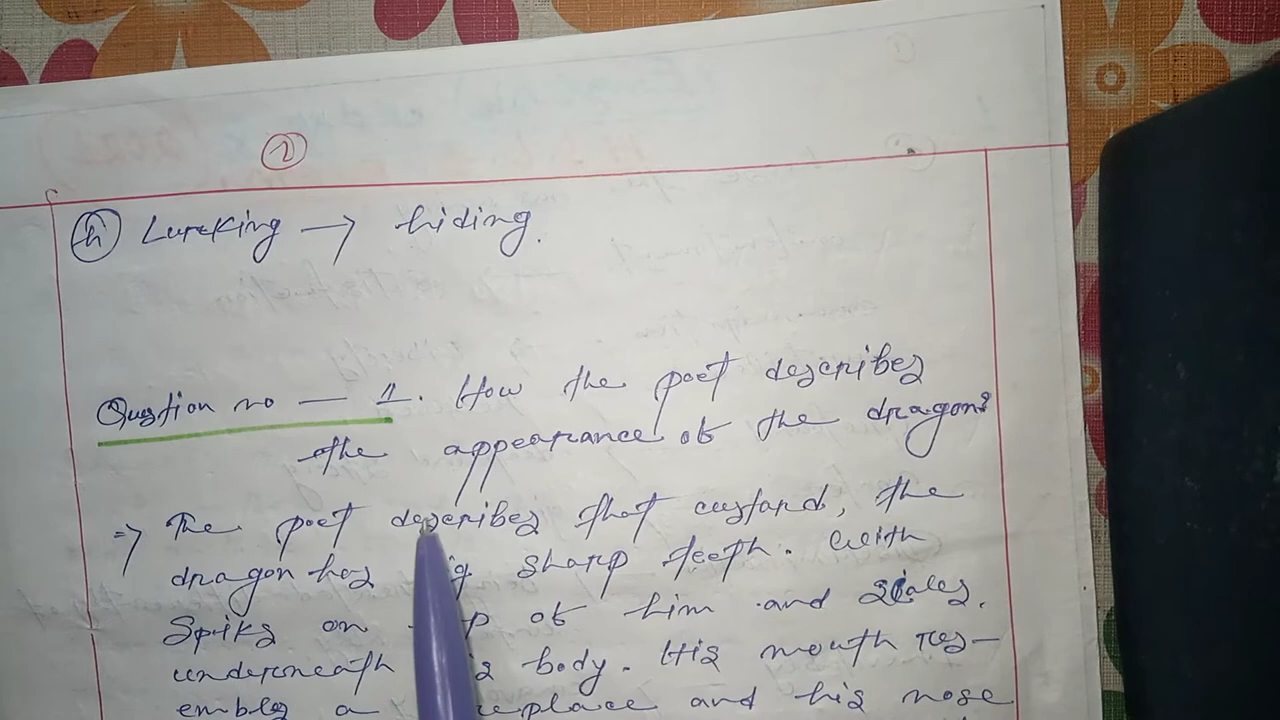 2
(h) Lurking → hiding.
Question no — 1. How the poet describes
the appearance of the dragon?
⇒ The poet describes that custard, the
dragon has sharp teeth. With
Spiks on of him and Scales.
underneath body. His mouth res-
embles a and his nose